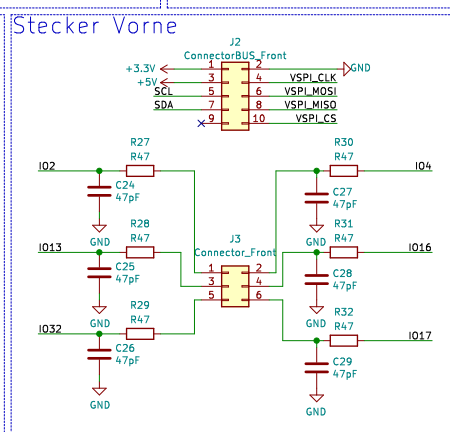 Stecker Vorne
J2
ConnectorBUS_Front
+3.3V 1 2 GND
+5V 3 4 VSPI_CLK
SCL 5 6 VSPI_MOSI
SDA 7 8 VSPI_MISO
9 10 VSPI_CS
R27
R47
IO2
C24
47pF
GND
R30
R47
IO4
C27
47pF
GND
R28
R47
IO13
C25
47pF
GND
J3
Connector_Front
1 2
3 4
5 6
R31
R47
IO16
C28
47pF
GND
R29
R47
IO32
C26
47pF
GND
R32
R47
IO17
C29
47pF
GND